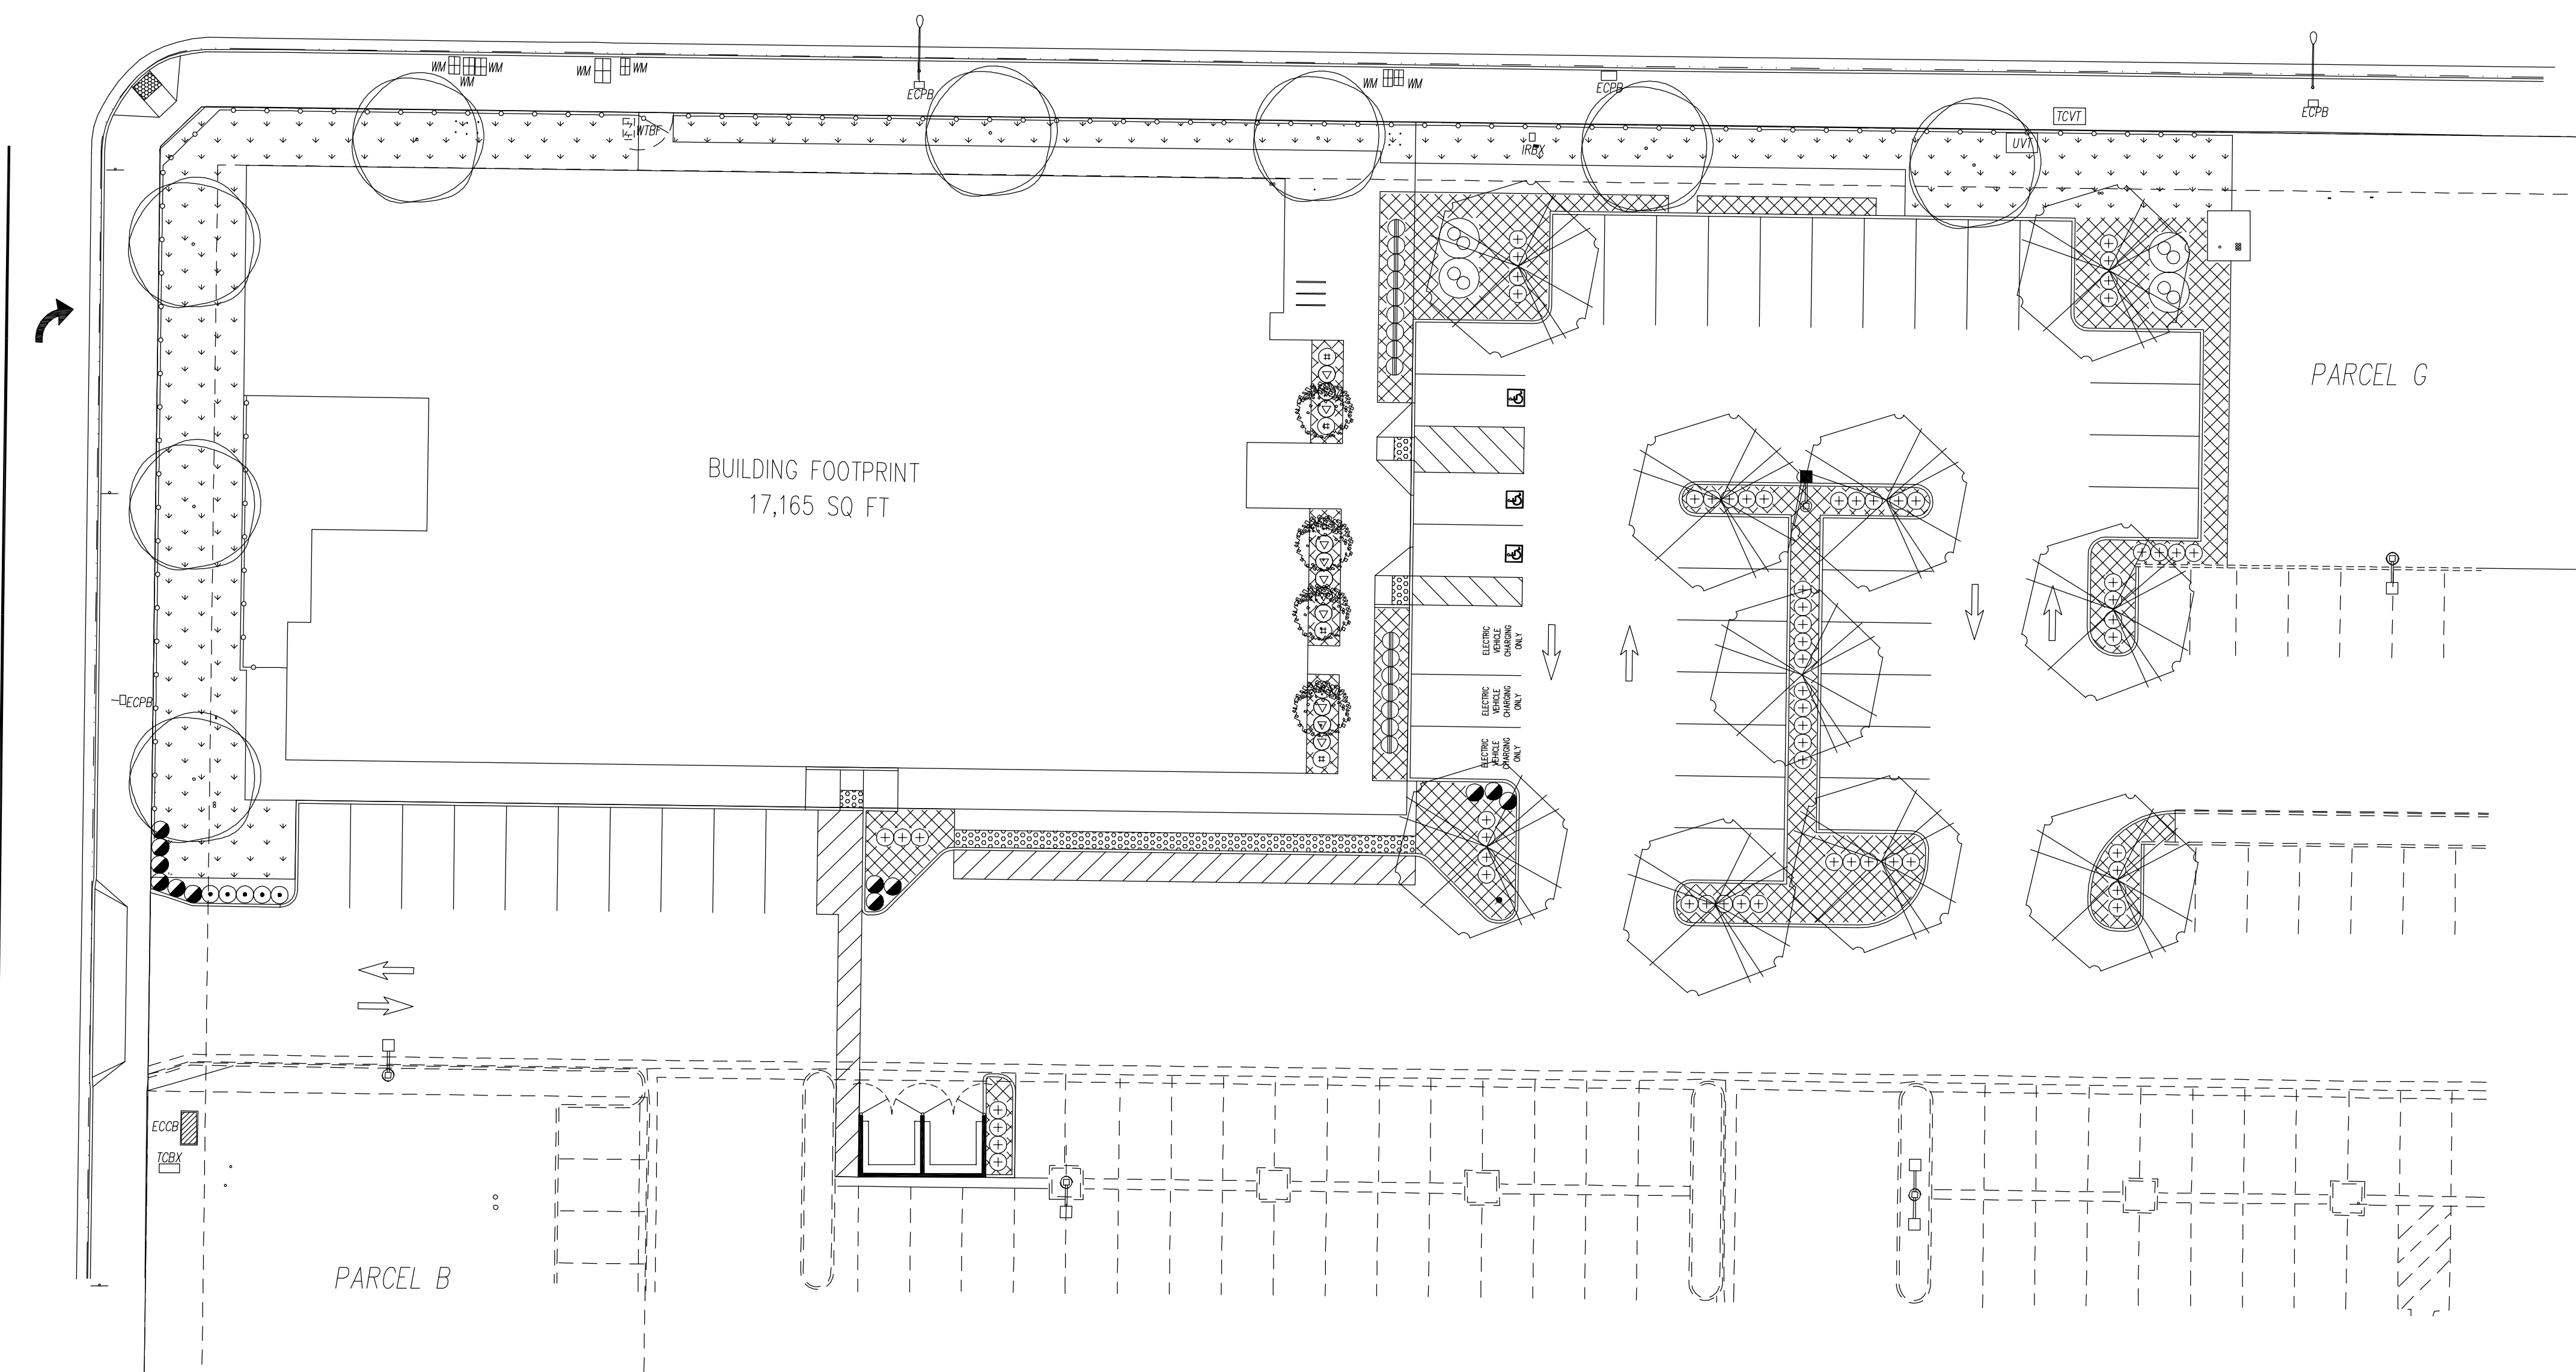 WM
WM
WM
WM
WM
ECPB
WM
WM
ECPB
ECPB
TCVT
WTBF
IRBX
UVT
PARCEL G
BUILDING FOOTPRINT
17,165 SQ FT
ELECTRIC
VEHICLE
CHARGING
ONLY
ELECTRIC
VEHICLE
CHARGING
ONLY
ELECTRIC
VEHICLE
CHARGING
ONLY
ECPB
ECCB
TCBX
PARCEL B